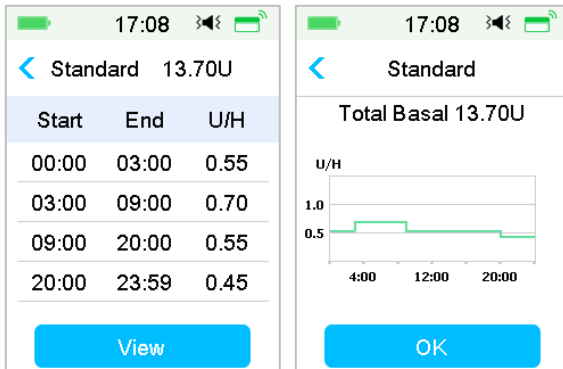 17:08
Standard 13.70U
Start End U/H
00:00 03:00 0.55
03:00 09:00 0.70
09:00 20:00 0.55
20:00 23:59 0.45
View
17:08
Standard
Total Basal 13.70U
U/H
1.0
0.5
4:00 12:00 20:00
OK